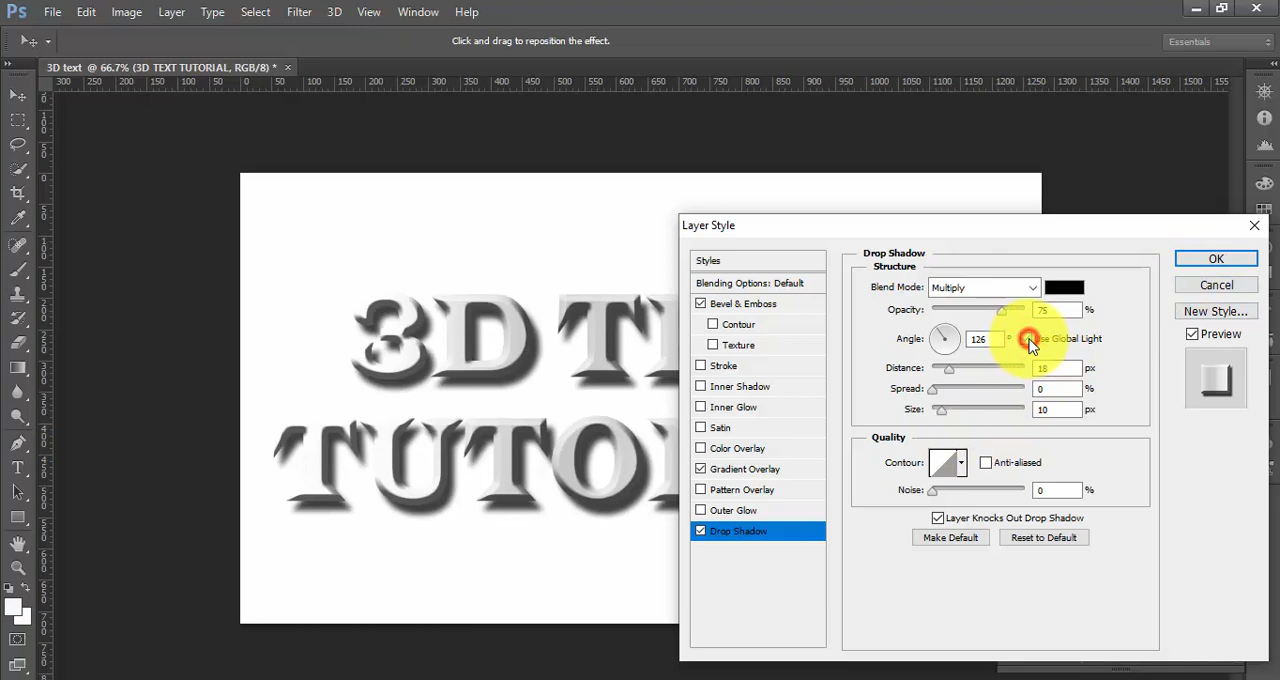 Ps File Edit Image Layer Type Select Filter 3D View Window Help
Click and drag to reposition the effect.
Essentials
3D text @ 66.7% (3D TEXT TUTORIAL, RGB/8) * ×
300 250 200 150 100 50 0 50 100 150 200 250 300 350 400 450 500 550 600 650 700 750 800 850 900 950 1000 1050 1100 1150 1200 1250 1300 1350 1400 1450 1500 155
3D T
TUTO
Layer Style
Styles
Blending Options: Default
Bevel & Emboss
Contour
Texture
Stroke
Inner Shadow
Inner Glow
Satin
Color Overlay
Gradient Overlay
Pattern Overlay
Outer Glow
Drop Shadow
Drop Shadow
Structure
Blend Mode: Multiply
Opacity: 75 %
Angle: 126 ° Use Global Light
Distance: 18 px
Spread: 0 %
Size: 10 px
Quality
Contour: Anti-aliased
Noise: 0 %
Layer Knocks Out Drop Shadow
Make Default Reset to Default
OK
Cancel
New Style...
Preview